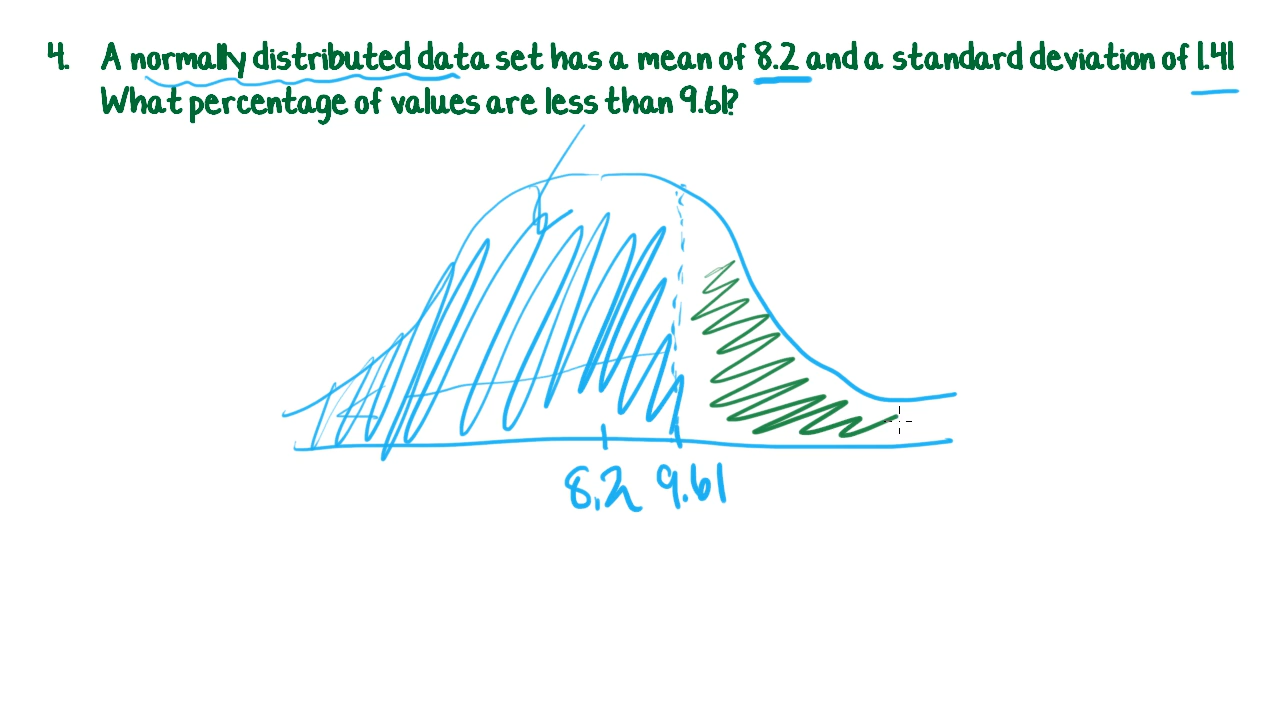 4. A normally distributed data set has a mean of 8.2 and a standard deviation of 1.41
What percentage of values are less than 9.61?
8.2 9.61